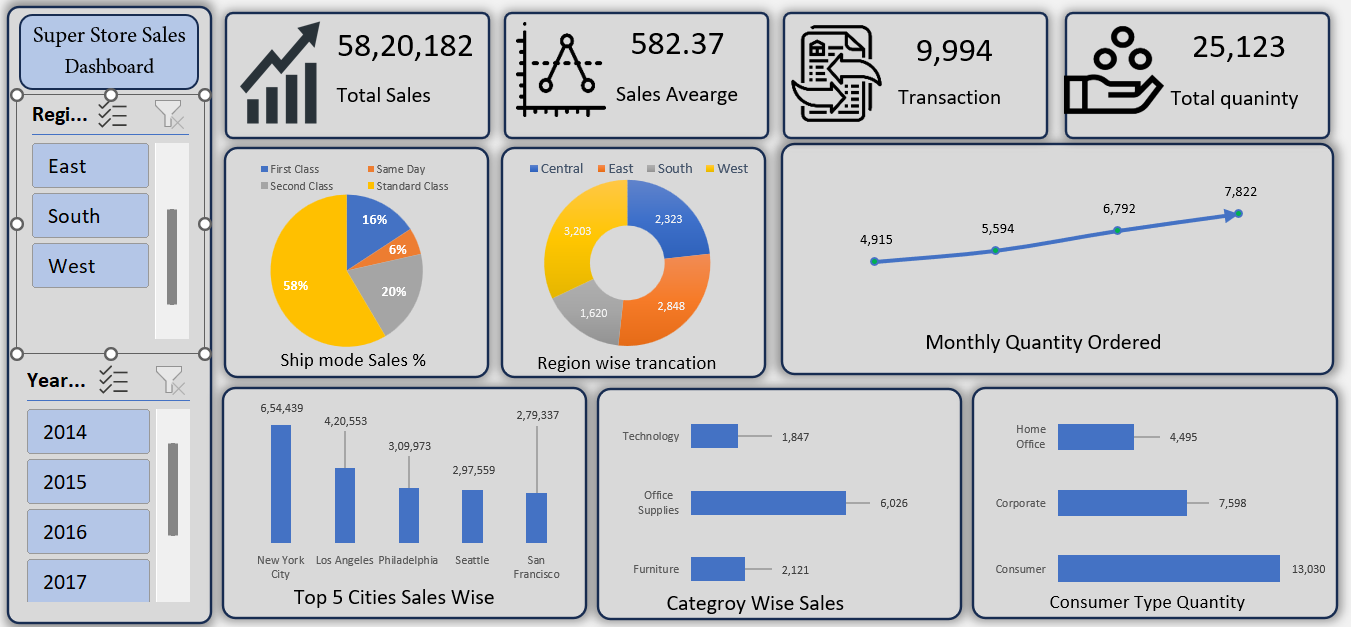 Super Store Sales
Dashboard
Regi...
East
South
West
Year...
2014
2015
2016
2017
58,20,182
Total Sales
582.37
Sales Avearge
9,994
Transaction
25,123
Total quaninty
First Class
Same Day
Second Class
Standard Class
16%
6%
20%
58%
Ship mode Sales %
Central East South West
2,323
2,848
1,620
3,203
Region wise trancation
4,915
5,594
6,792
7,822
Monthly Quantity Ordered
6,54,439
4,20,553
3,09,973
2,97,559
2,79,337
New York
City
Los Angeles
Philadelphia
Seattle
San
Francisco
Top 5 Cities Sales Wise
Technology
1,847
Office
Supplies
6,026
Furniture
2,121
Categroy Wise Sales
Home
Office
4,495
Corporate
7,598
Consumer
13,030
Consumer Type Quantity